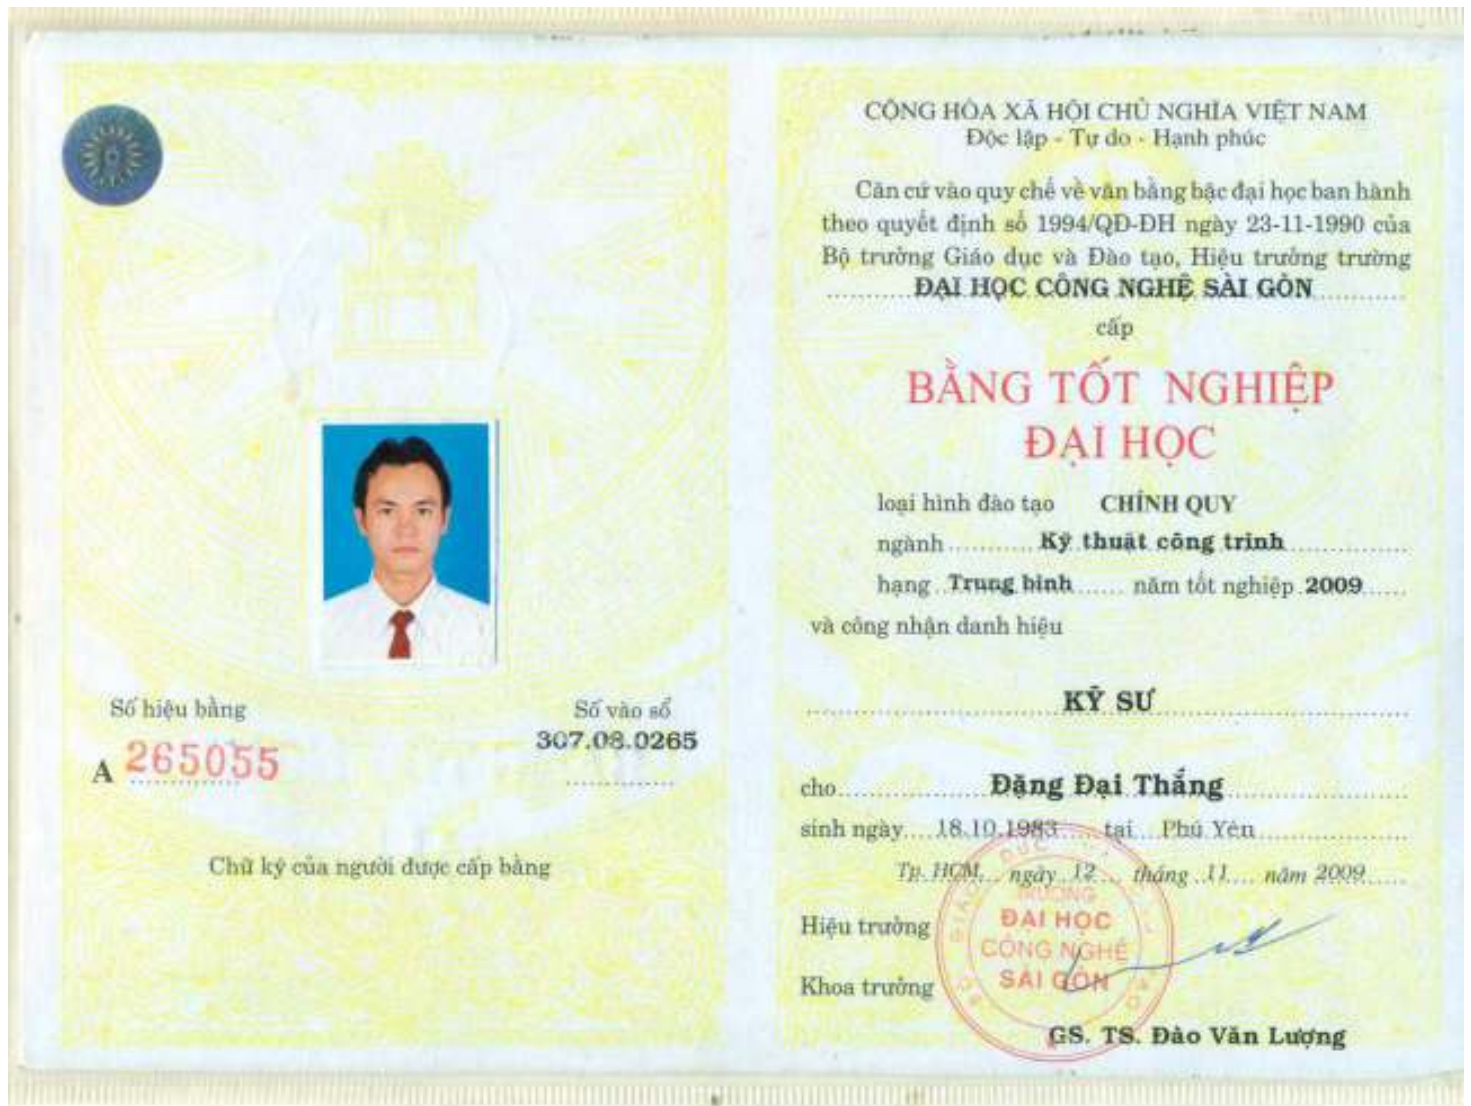 Số hiệu bằng
A 265055
Số vào sổ
307.08.0265
Chữ ký của người được cấp bằng
CỘNG HÒA XÃ HỘI CHỦ NGHĨA VIỆT NAM
Độc lập - Tự do - Hạnh phúc
Căn cứ vào quy chế về văn bằng bậc đại học ban hành
theo quyết định số 1994/QĐ-ĐH ngày 23-11-1990 của
Bộ trưởng Giáo dục và Đào tạo, Hiệu trưởng trường
ĐẠI HỌC CÔNG NGHỆ SÀI GÒN
cấp
BẰNG TỐT NGHIỆP
ĐẠI HỌC
loại hình đào tạo CHÍNH QUY
ngành Kỹ thuật công trình
hạng Trung bình năm tốt nghiệp 2009
và công nhận danh hiệu
KỸ SƯ
cho Đặng Đại Thắng
sinh ngày 18.10.1983 tại Phú Yên
Tp. HCM, ngày 12 tháng 11 năm 2009
Hiệu trưởng
Khoa trưởng
TRƯỜNG
ĐẠI HỌC
CÔNG NGHỆ
SÀI GÒN
GS. TS. Đào Văn Lượng